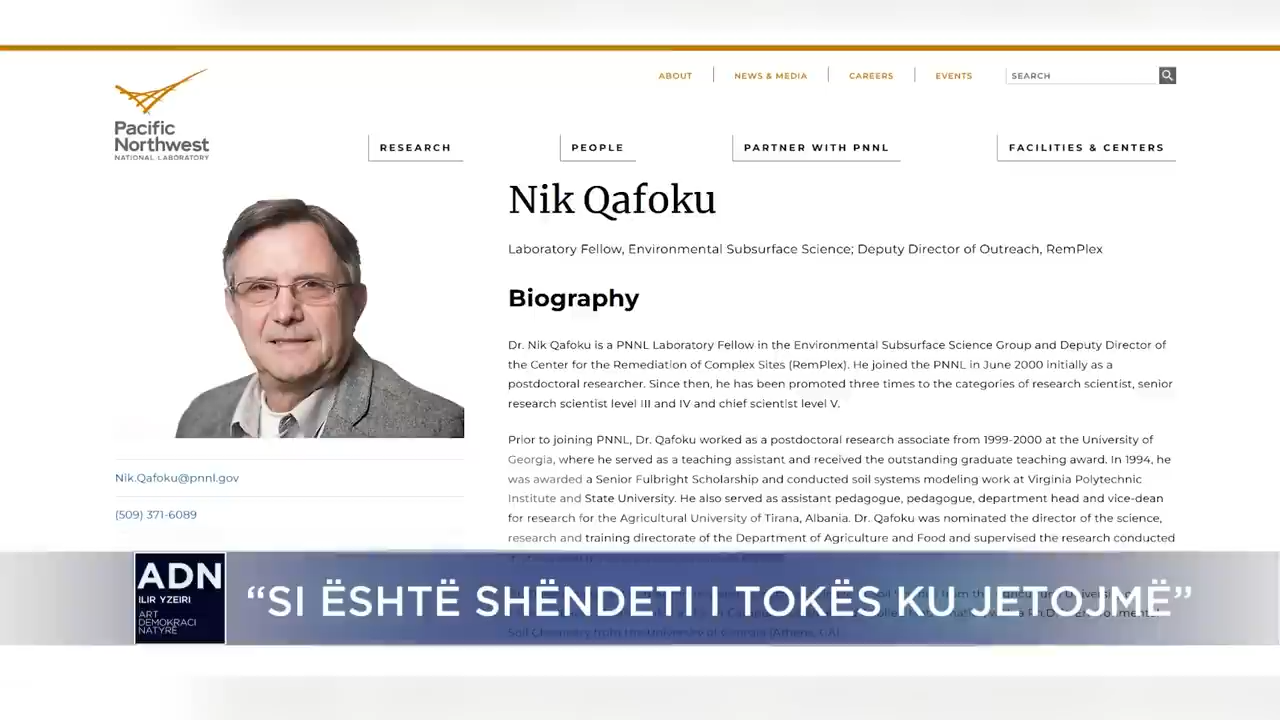 ABOUT
NEWS & MEDIA
CAREERS
EVENTS
SEARCH
Pacific
Northwest
NATIONAL LABORATORY
RESEARCH
PEOPLE
PARTNER WITH PNNL
FACILITIES & CENTERS
Nik Qafoku
Laboratory Fellow, Environmental Subsurface Science; Deputy Director of Outreach, RemPlex
Biography
Dr. Nik Qafoku is a PNNL Laboratory Fellow in the Environmental Subsurface Science Group and Deputy Director of
the Center for the Remediation of Complex Sites (RemPlex). He joined the PNNL in June 2000 initially as a
postdoctoral researcher. Since then, he has been promoted three times to the categories of research scientist, senior
research scientist level III and IV and chief scientist level V.
Prior to joining PNNL, Dr. Qafoku worked as a postdoctoral research associate from 1999-2000 at the University of
Georgia, where he served as a teaching assistant and received the outstanding graduate teaching award. In 1994, he
was awarded a Senior Fulbright Scholarship and conducted soil systems modeling work at Virginia Polytechnic
Institute and State University. He also served as assistant pedagogue, pedagogue, department head and vice-dean
for research for the Agricultural University of Tirana, Albania. Dr. Qafoku was nominated the director of the science,
research and training directorate of the Department of Agriculture and Food and supervised the research conducted
Nik.Qafoku@pnnl.gov
(509) 371-6089
ADN
ILIR YZEIRI
ART
DEMOKRACI
NATYRË
“SI ËSHTË SHËNDETI I TOKËS KU JETOJMË”
Soil Chemistry from the University of Georgia (Athens, GA).